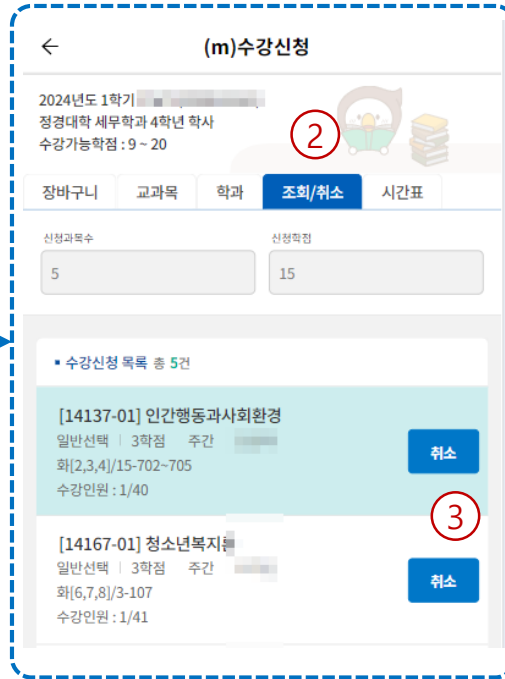 (m)수강신청
2024년도 1학기
정경대학 세무학과 4학년 학사
수강가능학점 : 9 ~ 20
②
장바구니 교과목 학과 조회/취소 시간표
신청과목수 신청학점
5 15
▪ 수강신청 목록 총 5건
[14137-01] 인간행동과사회환경
일반선택 | 3학점 주간
취소
화[2,3,4]/15-702~705
수강인원 : 1/40
③
[14167-01] 청소년복지론
일반선택 | 3학점 주간
취소
화[6,7,8]/3-107
수강인원 : 1/41